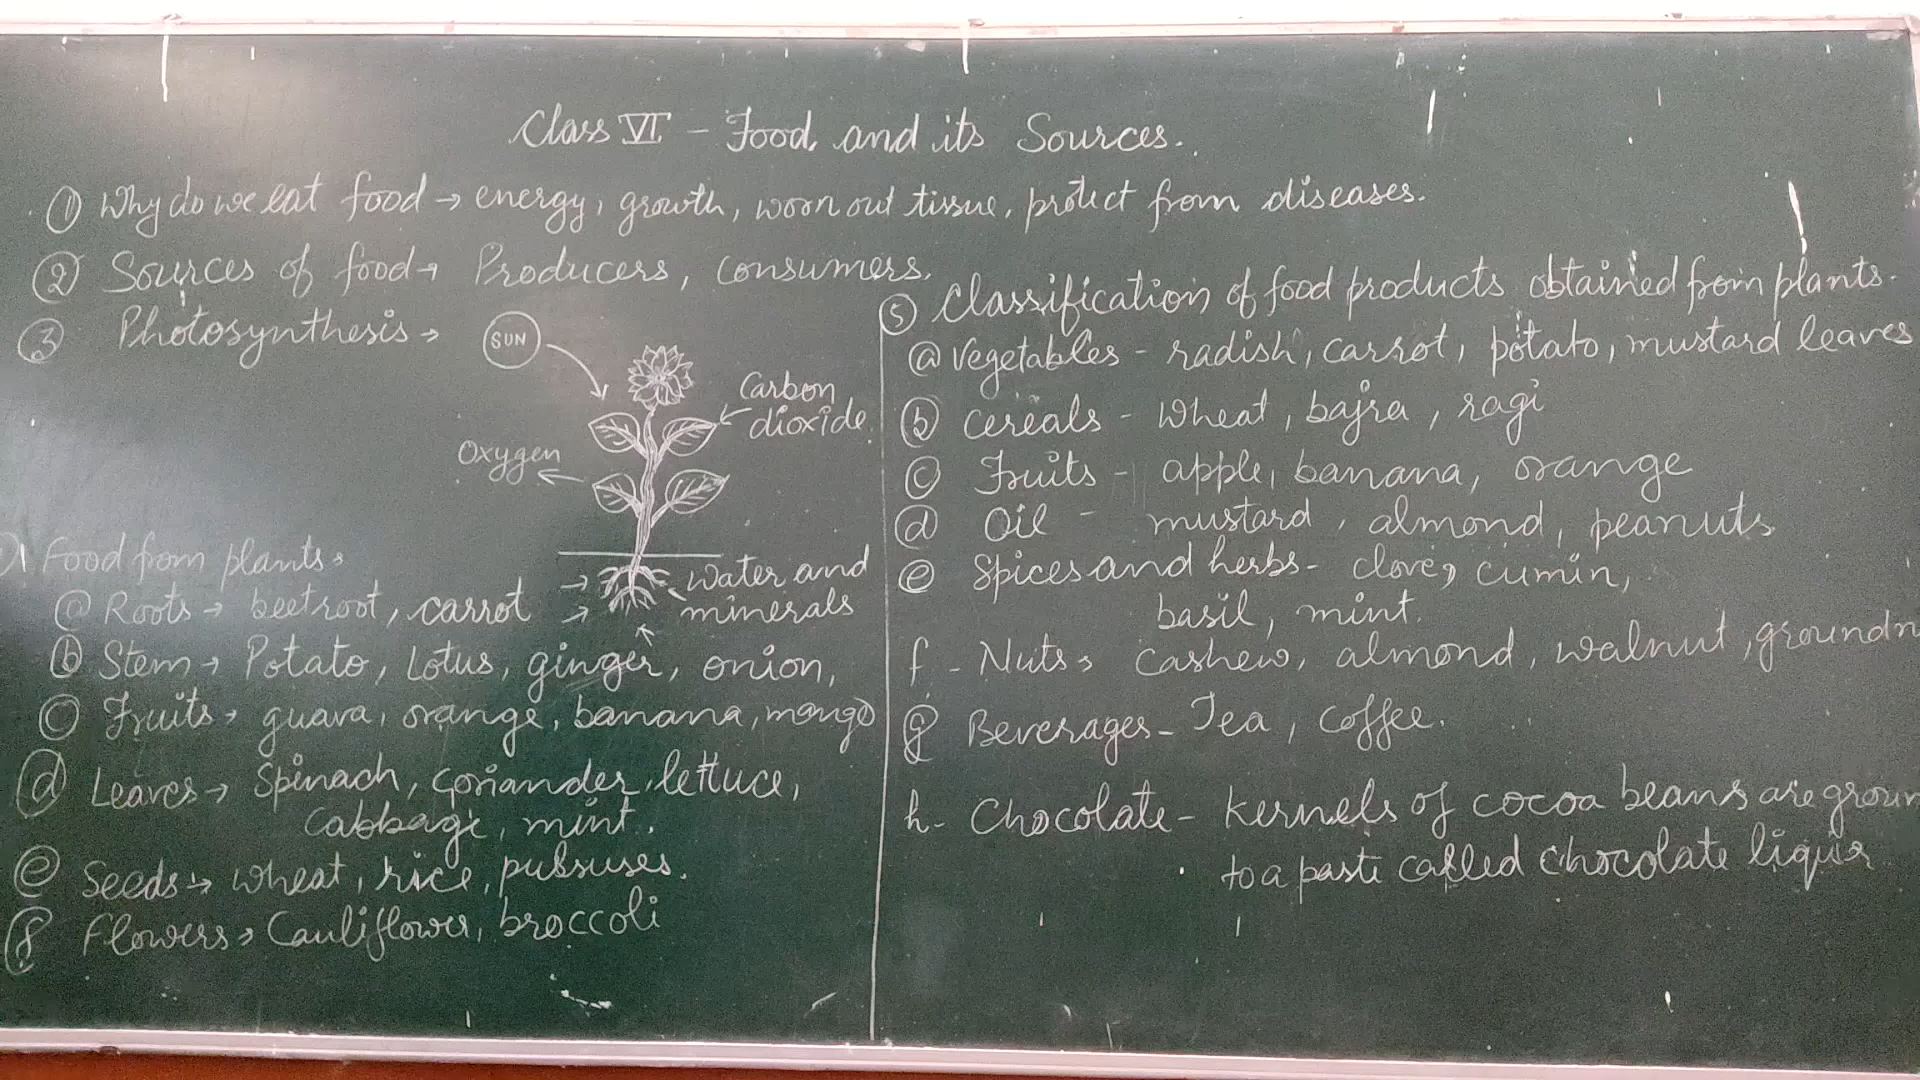 Class VI - Food and its Sources.
① Why do we eat food → energy, growth, worn out tissue, protect from diseases.
② Sources of food → Producers, consumers.
③ Photosynthesis →
SUN
Carbon
dioxide
Oxygen
Water and
minerals
Food from plants
ⓐ Roots → beetroot, carrot
ⓑ Stem → Potato, Lotus, ginger, onion,
ⓒ Fruits → guava, orange, banana, mango
ⓓ Leaves → Spinach, coriander, lettuce,
cabbage, mint.
ⓔ Seeds → wheat, rice,
ⓕ Flowers → Cauliflower, broccoli
⑤ Classification of food products obtained from plants.
ⓐ Vegetables - radish, carrot, potato, mustard leaves
ⓑ Cereals - wheat, bajra, ragi
ⓒ Fruits - apple, banana, orange
ⓓ Oil - mustard, almond, peanuts
ⓔ Spices and herbs - clove, cumin,
basil, mint.
f - Nuts → cashew, almond, walnut, groundn
ⓖ Beverages - Tea, coffee.
h - Chocolate - kernels of cocoa beans are groun
to a paste called chocolate liquor